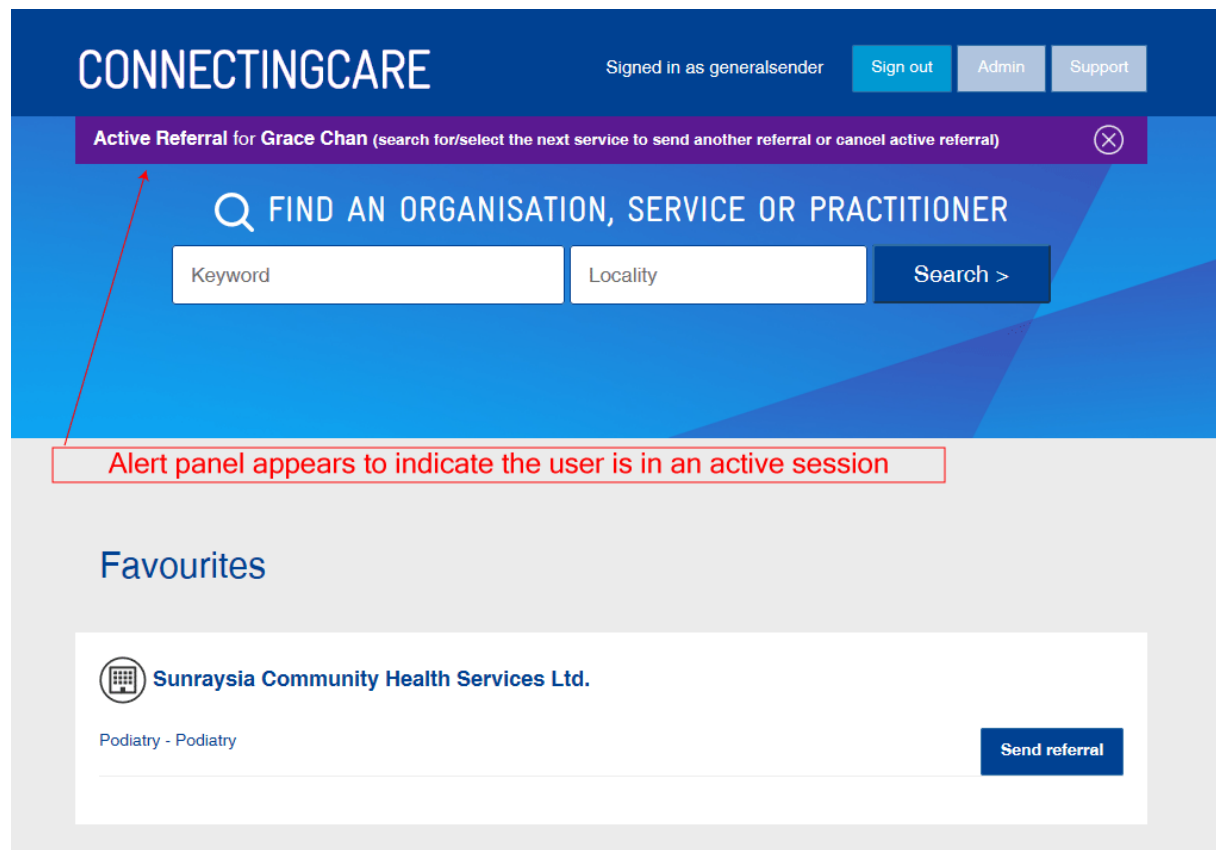 CONNECTINGCARE
Signed in as generalsender
Sign out
Admin
Support
Active Referral for Grace Chan (search for/select the next service to send another referral or cancel active referral)
FIND AN ORGANISATION, SERVICE OR PRACTITIONER
Keyword
Locality
Search >
Alert panel appears to indicate the user is in an active session
Favourites
Sunraysia Community Health Services Ltd.
Podiatry - Podiatry
Send referral